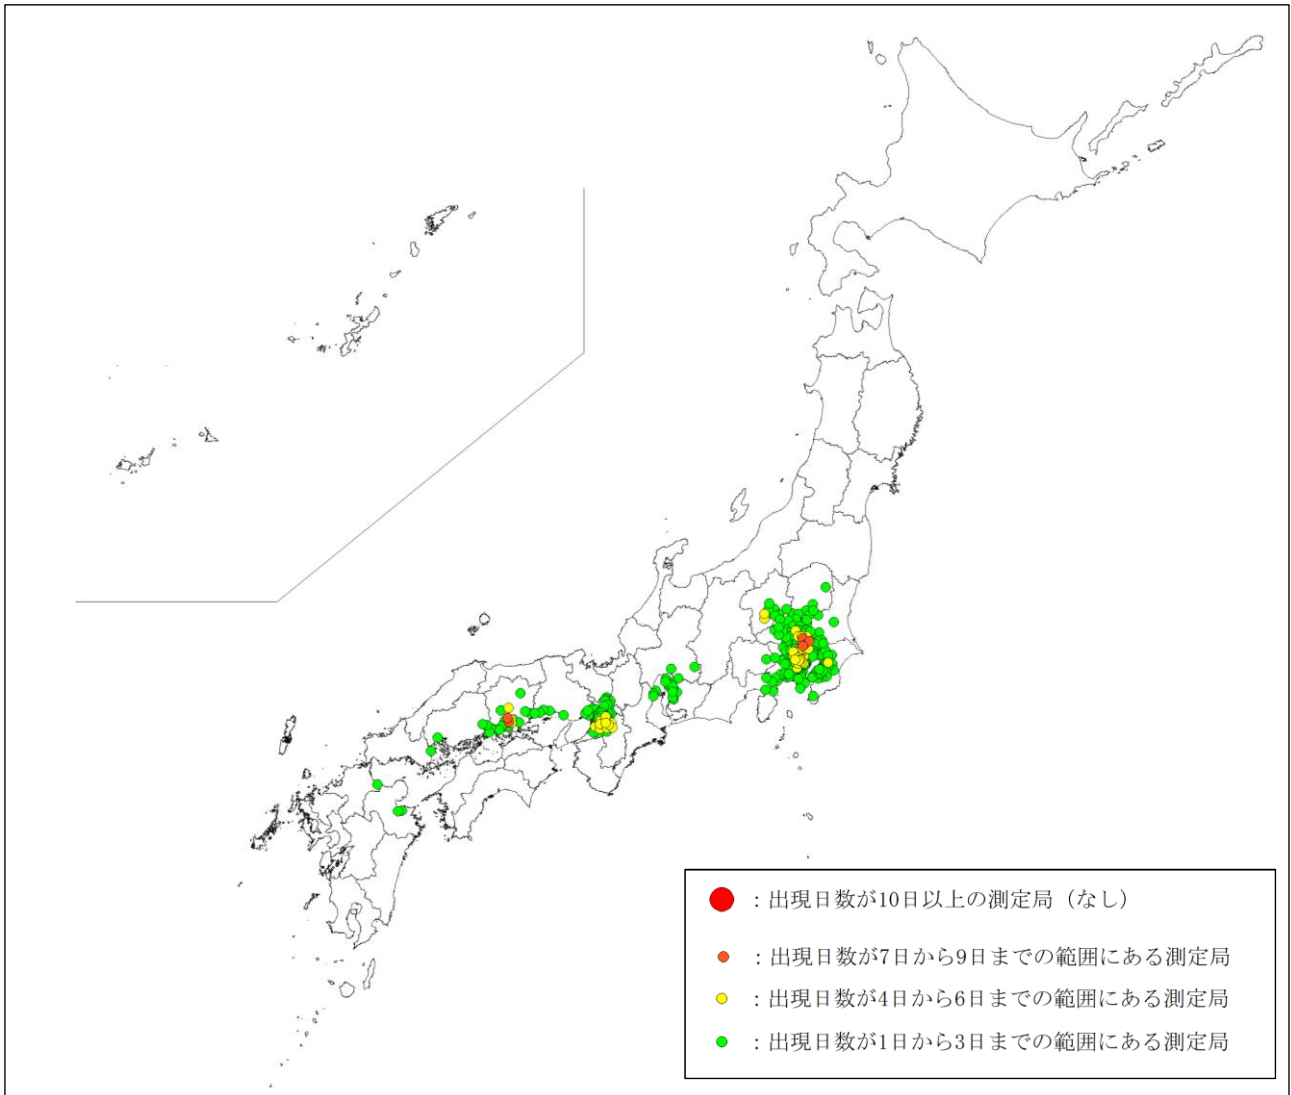 ：出現日数が10日以上の測定局（なし）
：出現日数が7日から9日までの範囲にある測定局
：出現日数が4日から6日までの範囲にある測定局
：出現日数が1日から3日までの範囲にある測定局